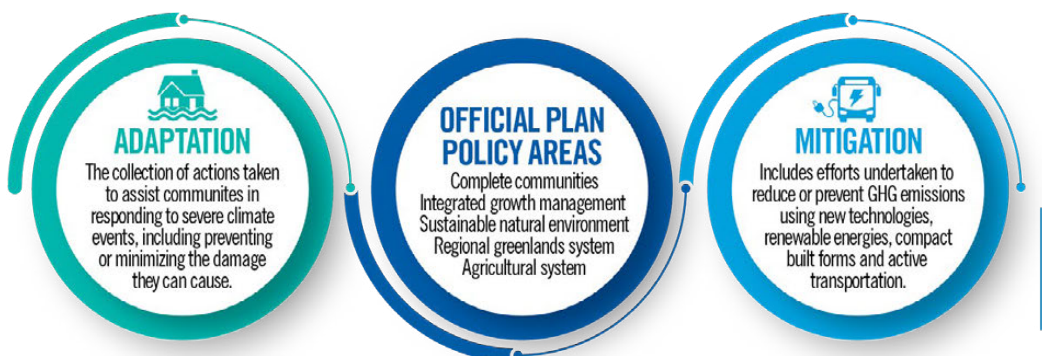 ADAPTATION
The collection of actions taken
to assist communites in
responding to severe climate
events, including preventing
or minimizing the damage
they can cause.
OFFICIAL PLAN
POLICY AREAS
Complete communities
Integrated growth management
Sustainable natural environment
Regional greenlands system
Agricultural system
MITIGATION
Includes efforts undertaken to
reduce or prevent GHG emissions
using new technologies,
renewable energies, compact
built forms and active
transportation.